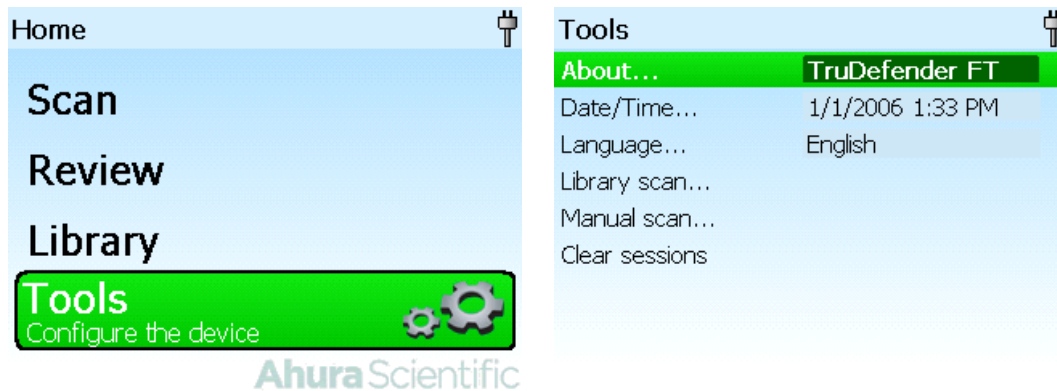 Home
Scan
Review
Library
Tools
Configure the device
Ahura Scientific
Tools
About... TruDefender FT
Date/Time... 1/1/2006 1:33 PM
Language... English
Library scan...
Manual scan...
Clear sessions